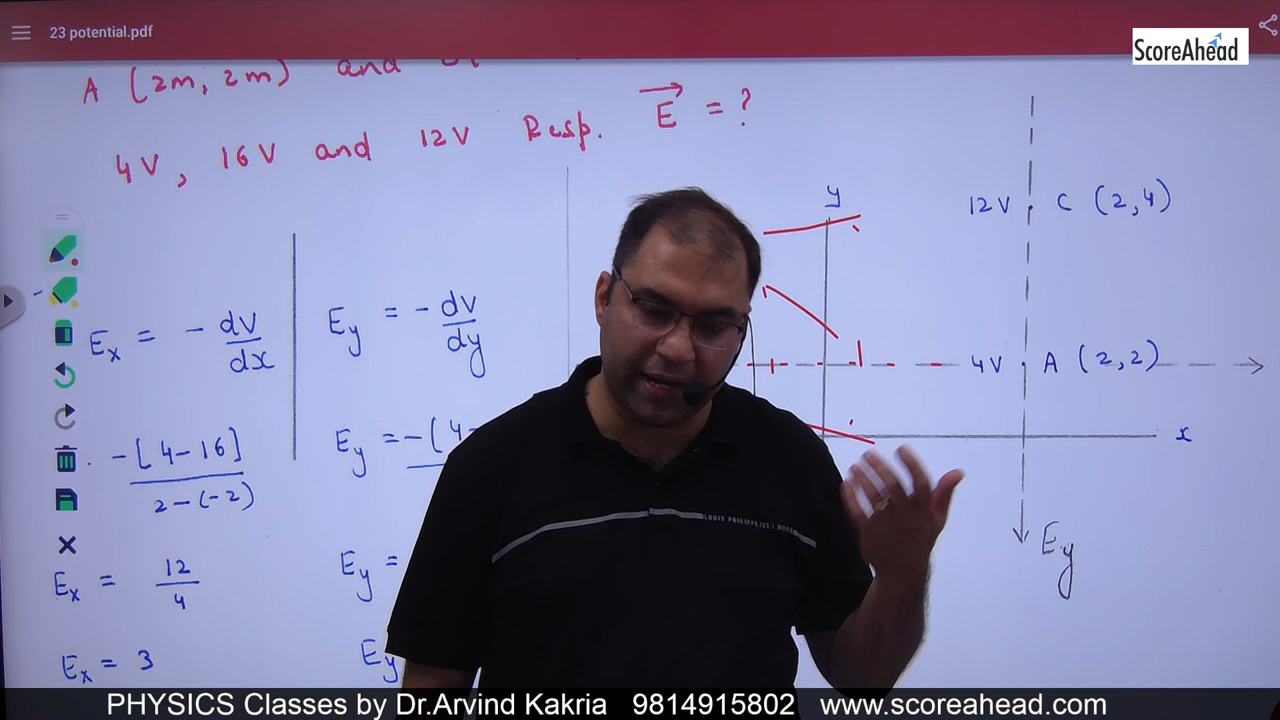 23 potential.pdf
ScoreAhead
A (2m, 2m) and
4V, 16V and 12V Resp. E⃗ = ?
y
12V C (2,4)
Ex = - dV/dx
Ey = - dV/dy
4V A (2,2)
x
-[4-16] / 2-(-2)
Ey = -(4-
Ey
Ex = 12/4
Ey =
Ex = 3
Ey
LOUIS PHILIPPE
PHYSICS Classes by Dr.Arvind Kakria 9814915802 www.scoreahead.com